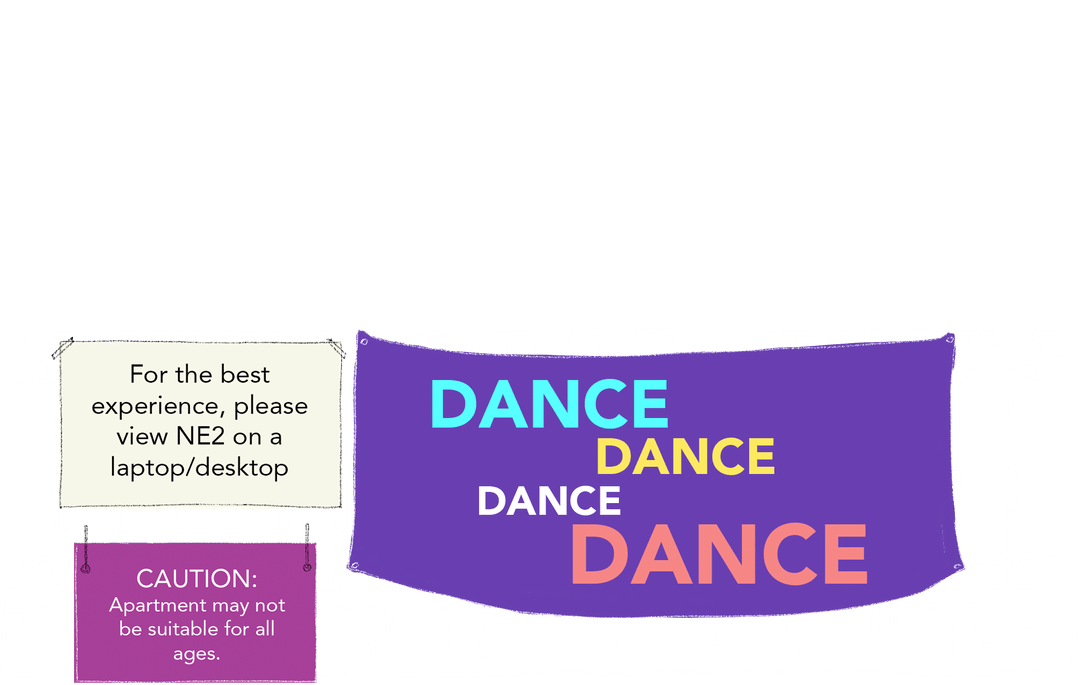 For the best
experience, please
view NE2 on a
laptop/desktop
CAUTION:
Apartment may not
be suitable for all
ages.
DANCE
DANCE
DANCE
DANCE